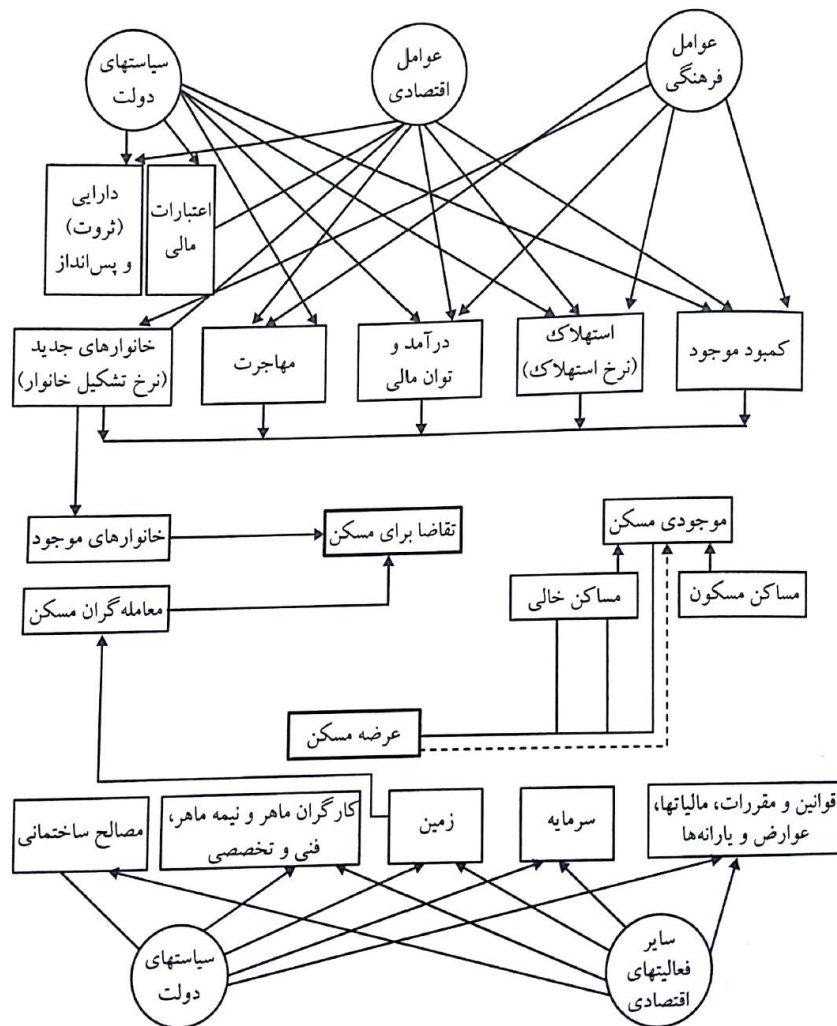 عوامل
فرهنگی
عوامل
اقتصادی
سیاستهای
دولت
اعتبارات
مالی
دارایی
(ثروت)
و پس‌انداز
کمبود موجود
استهلاك
(نرخ استهلاك)
درآمد و
توان مالی
مهاجرت
خانوارهای جدید
(نرخ تشکیل خانوار)
موجودی مسکن
تقاضا برای مسکن
خانوارهای موجود
مساکن مسکون
مساکن خالی
معامله‌گران مسکن
عرضه مسکن
قوانین و مقررات، مالیاتها،
عوارض و یارانه‌ها
سرمایه
زمین
کارگران ماهر و نیمه ماهر،
فنی و تخصصی
مصالح ساختمانی
سایر
فعالیتهای
اقتصادی
سیاستهای
دولت